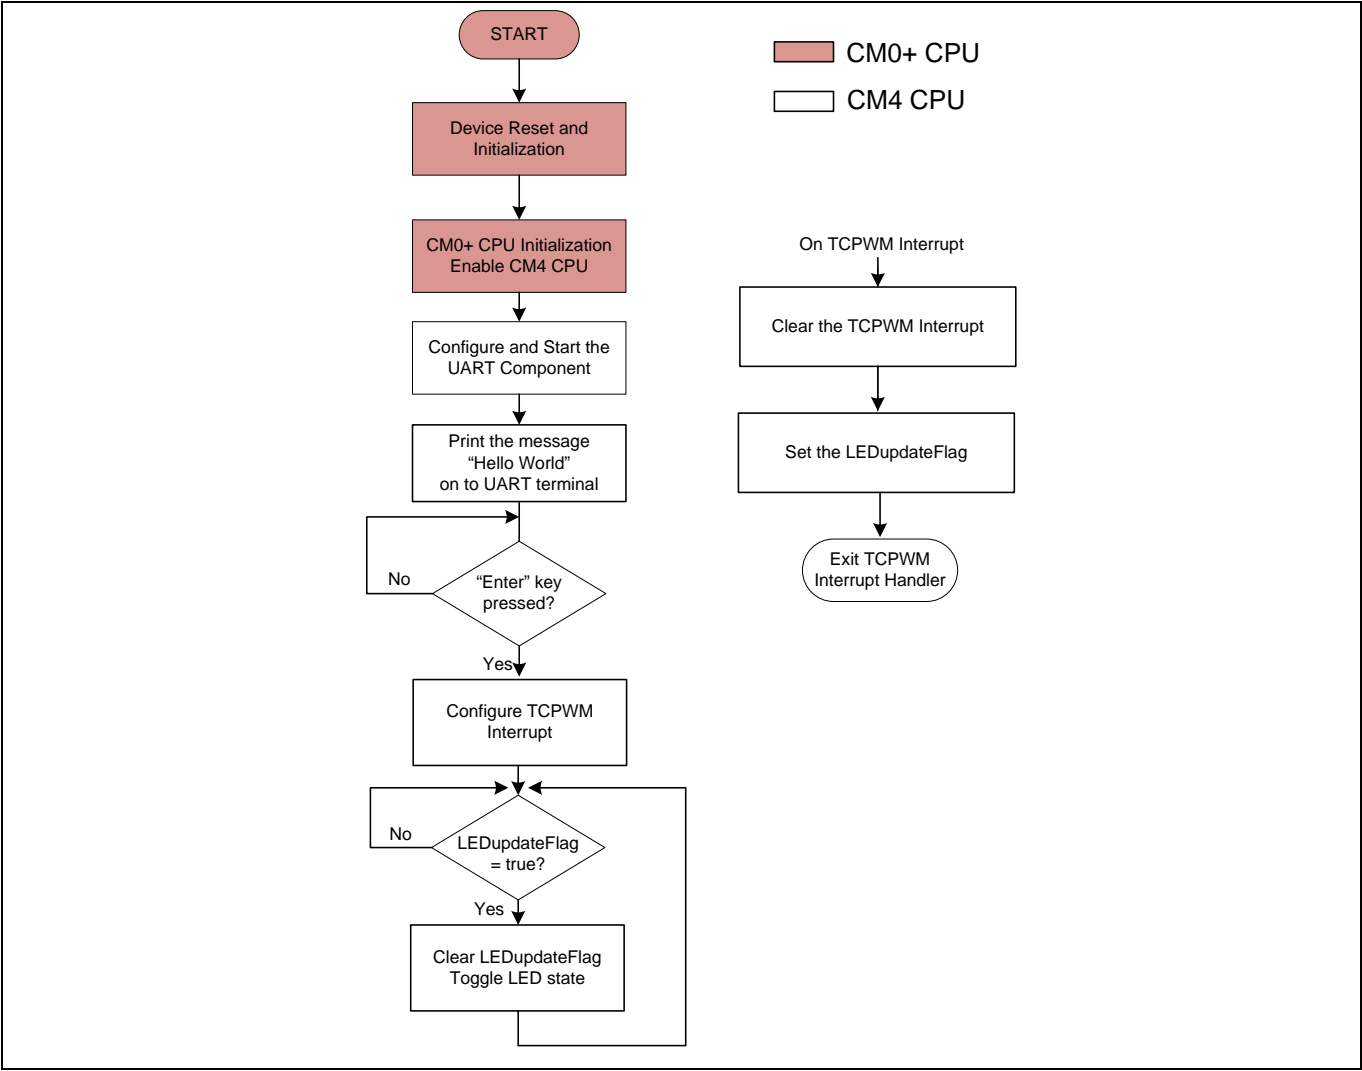 START
CM0+ CPU
CM4 CPU
Device Reset and
Initialization
CM0+ CPU Initialization
Enable CM4 CPU
Configure and Start the
UART Component
Print the message
“Hello World”
on to UART terminal
“Enter” key
pressed?
No
Yes
Configure TCPWM
Interrupt
LEDupdateFlag
= true?
No
Yes
Clear LEDupdateFlag
Toggle LED state
On TCPWM Interrupt
Clear the TCPWM Interrupt
Set the LEDupdateFlag
Exit TCPWM
Interrupt Handler